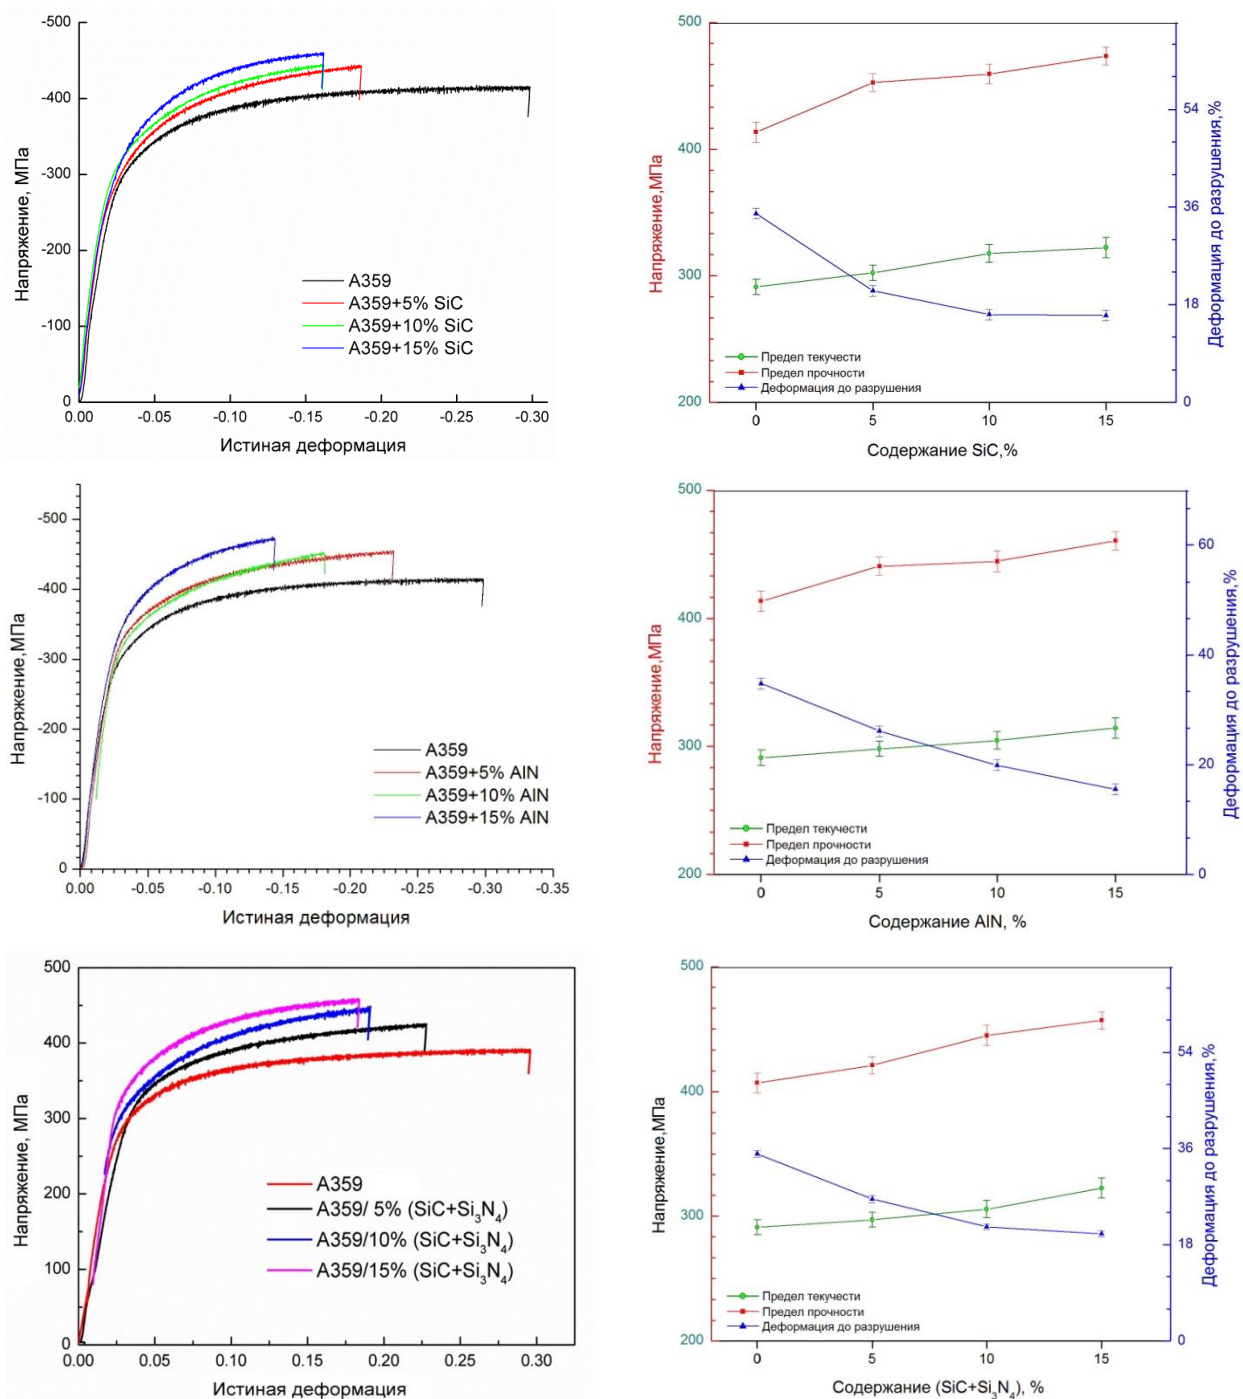 -500
-400
-300
-200
-100
0
0.00
-0.05
-0.10
-0.15
-0.20
-0.25
-0.30
Напряжение, МПа
Истиная деформация
A359
A359+5% SiC
A359+10% SiC
A359+15% SiC
500
400
300
200
54
36
18
0
0
5
10
15
Напряжение,МПа
Деформация до разрушения,%
Предел текучести
Предел прочности
Деформация до разрушения
Содержание SiC,%
-500
-400
-300
-200
-100
0
0.00
-0.05
-0.10
-0.15
-0.20
-0.25
-0.30
-0.35
Напряжение,МПа
Истиная деформация
A359
A359+5% AlN
A359+10% AlN
A359+15% AlN
500
400
300
200
60
40
20
0
0
5
10
15
Напряжение,МПа
Деформация до разрушения,%
Предел текучести
Предел прочности
Деформация до разрушения
Содержание AlN, %
500
400
300
200
100
0
0.00
0.05
0.10
0.15
0.20
0.25
0.30
Напряжение, МПа
Истиная деформация
A359
A359/ 5% (SiC+Si₃N₄)
A359/10% (SiC+Si₃N₄)
A359/15% (SiC+Si₃N₄)
500
400
300
200
54
36
18
0
0
5
10
15
Напряжение,МПа
Деформация до разрушения,%
Предел текучести
Предел прочности
Деформация до разрушения
Содержание (SiC+Si₃N₄), %